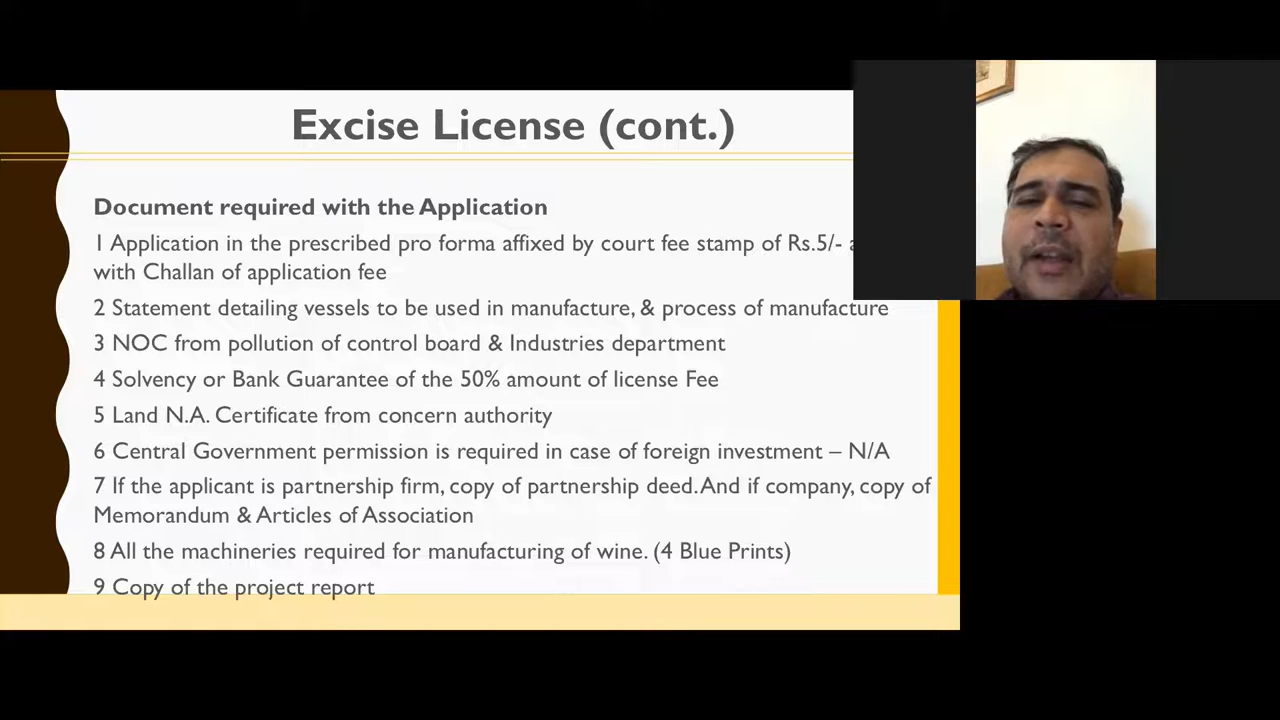 Excise License (cont.)
Document required with the Application
1 Application in the prescribed pro forma affixed by court fee stamp of Rs.5/-
with Challan of application fee
2 Statement detailing vessels to be used in manufacture, & process of manufacture
3 NOC from pollution of control board & Industries department
4 Solvency or Bank Guarantee of the 50% amount of license Fee
5 Land N.A. Certificate from concern authority
6 Central Government permission is required in case of foreign investment – N/A
7 If the applicant is partnership firm, copy of partnership deed. And if company, copy of
Memorandum & Articles of Association
8 All the machineries required for manufacturing of wine. (4 Blue Prints)
9 Copy of the project report